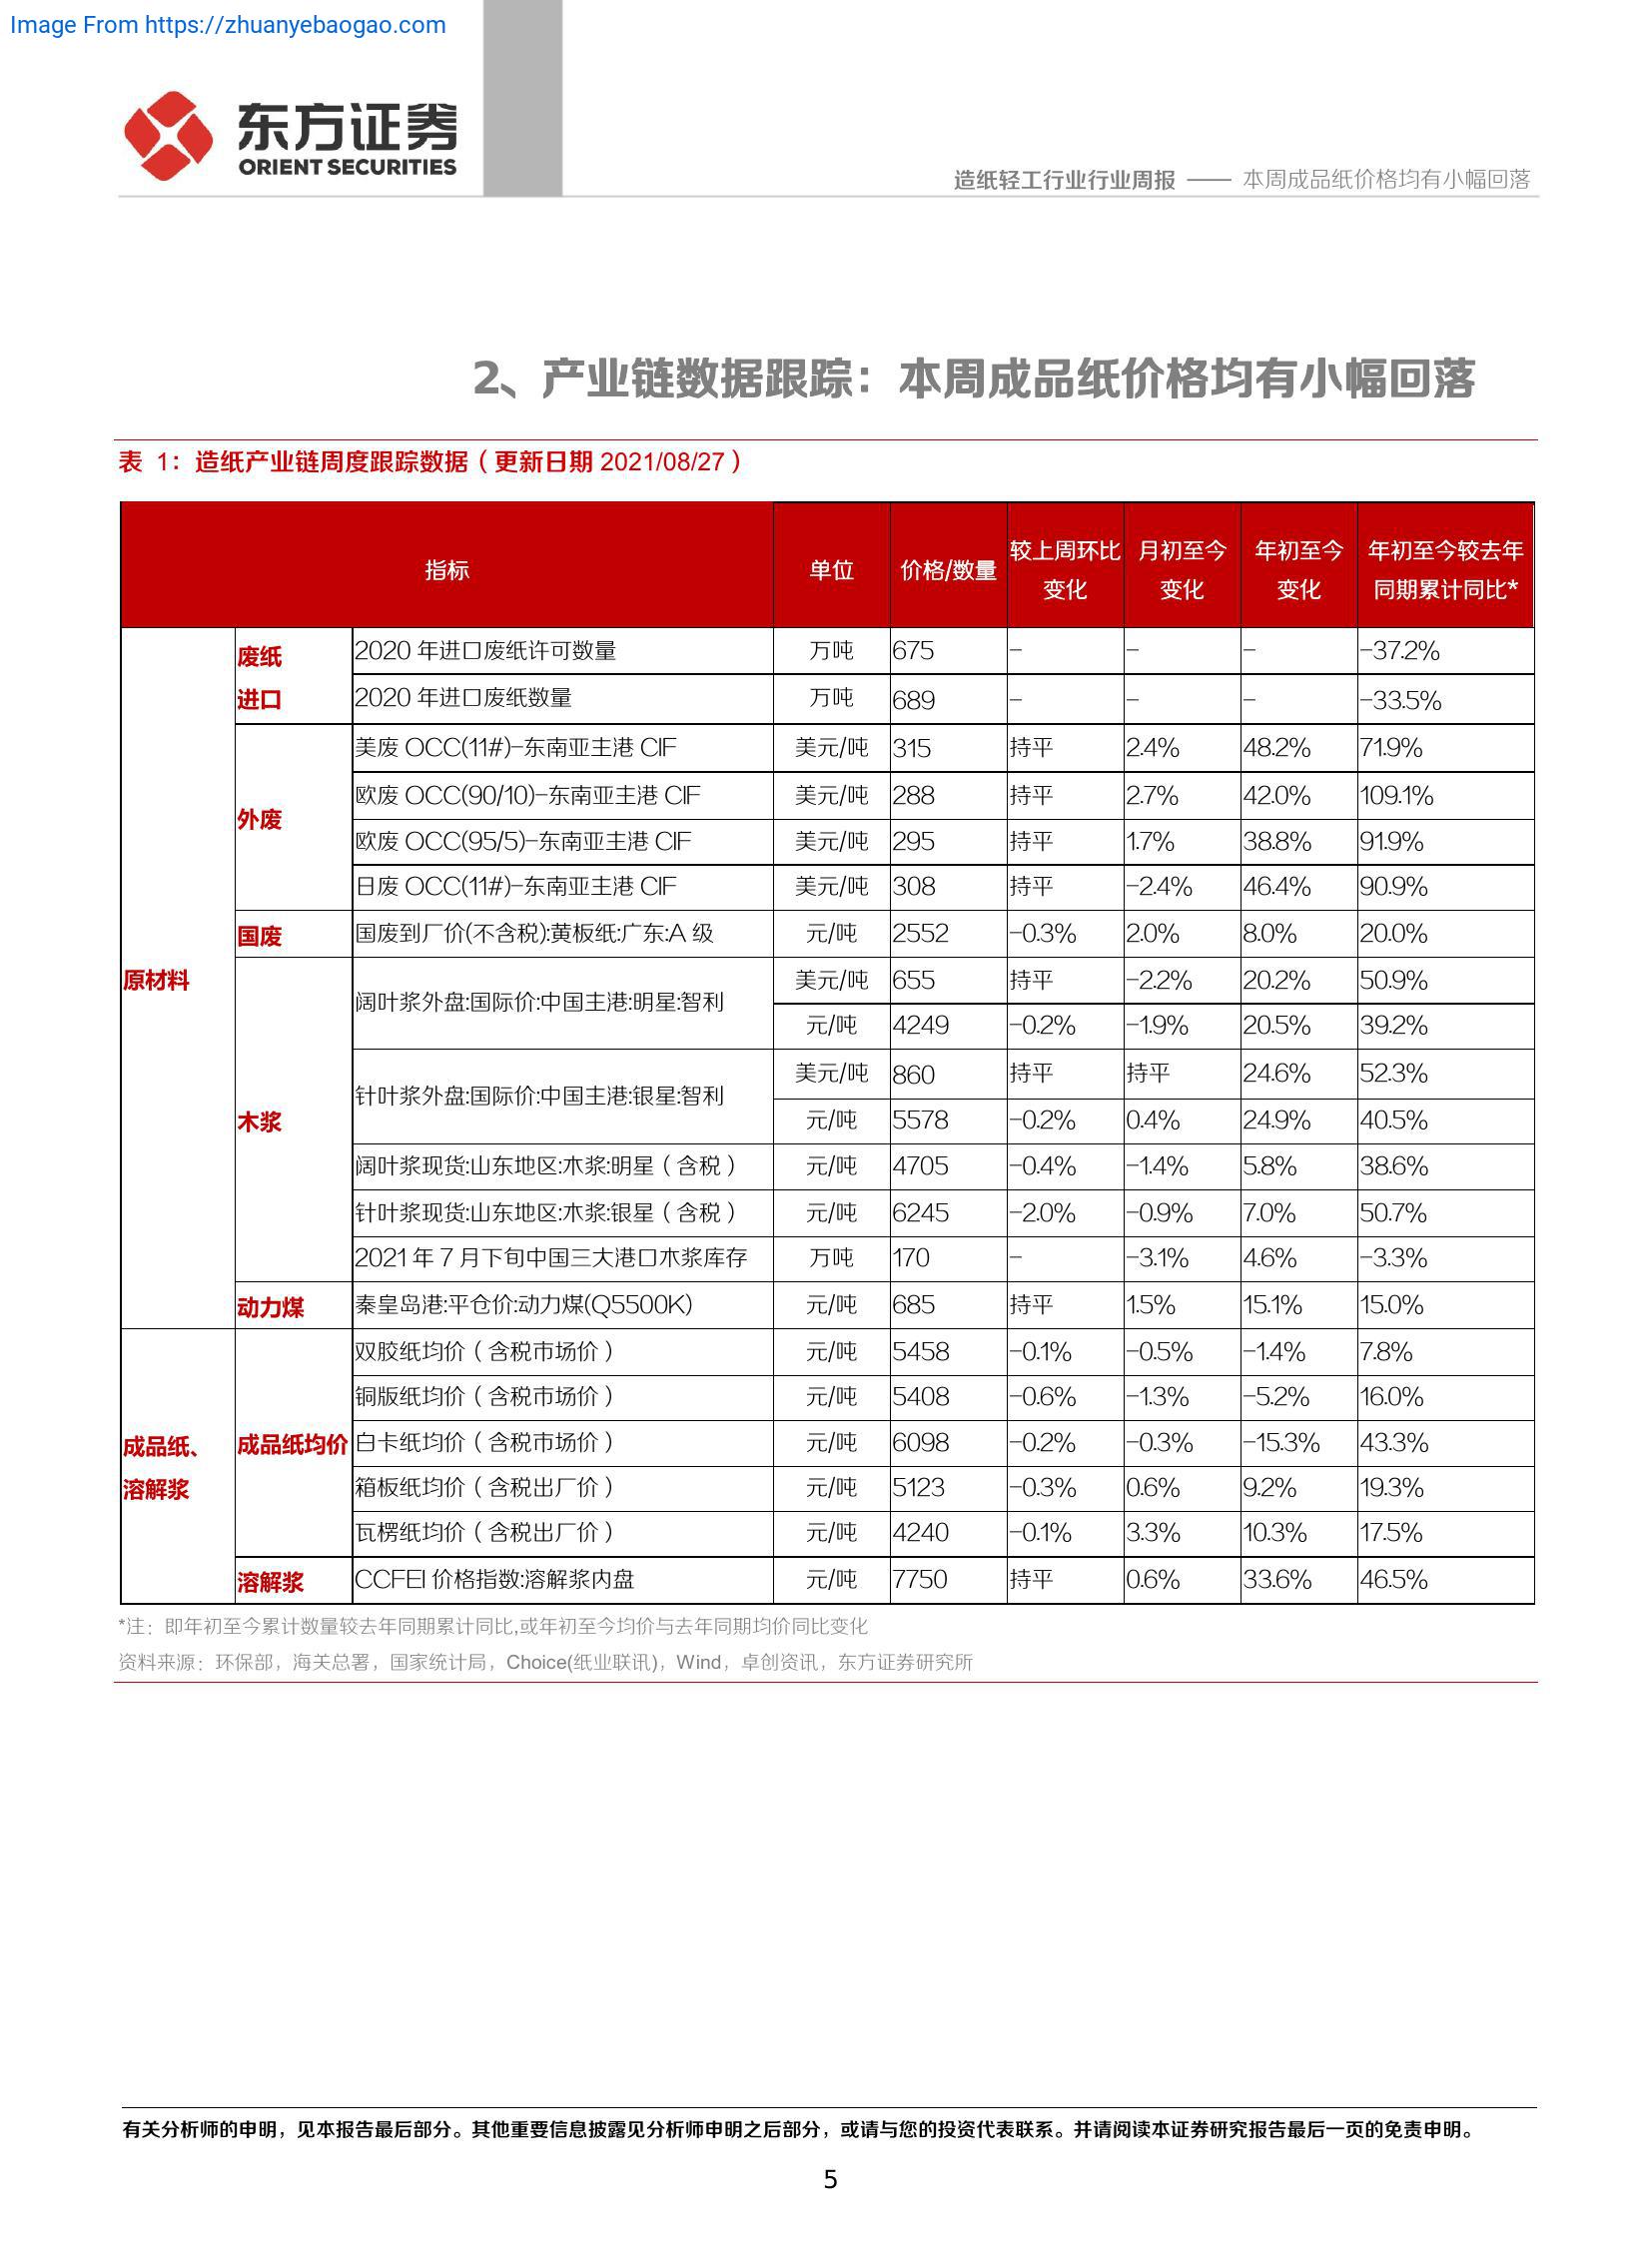 Image From https://zhuanyebaogao.com
东方证券
ORIENT SECURITIES
造纸轻工行业行业周报 —— 本周成品纸价格均有小幅回落
2、产业链数据跟踪：本周成品纸价格均有小幅回落
表 1：造纸产业链周度跟踪数据（更新日期 2021/08/27）
指标 单位 价格/数量 较上周环比变化 月初至今变化 年初至今变化 年初至今较去年同期累计同比*
原材料
废纸进口
2020 年进口废纸许可数量 万吨 675 – – – –37.2%
2020 年进口废纸数量 万吨 689 – – – –33.5%
外废
美废 OCC(11#)–东南亚主港 CIF 美元/吨 315 持平 2.4% 48.2% 71.9%
欧废 OCC(90/10)–东南亚主港 CIF 美元/吨 288 持平 2.7% 42.0% 109.1%
欧废 OCC(95/5)–东南亚主港 CIF 美元/吨 295 持平 1.7% 38.8% 91.9%
日废 OCC(11#)–东南亚主港 CIF 美元/吨 308 持平 –2.4% 46.4% 90.9%
国废 国废到厂价(不含税):黄板纸:广东:A 级 元/吨 2552 –0.3% 2.0% 8.0% 20.0%
木浆
阔叶浆外盘:国际价:中国主港:明星:智利 美元/吨 655 持平 –2.2% 20.2% 50.9%
元/吨 4249 –0.2% –1.9% 20.5% 39.2%
针叶浆外盘:国际价:中国主港:银星:智利 美元/吨 860 持平 持平 24.6% 52.3%
元/吨 5578 –0.2% 0.4% 24.9% 40.5%
阔叶浆现货:山东地区:木浆:明星（含税） 元/吨 4705 –0.4% –1.4% 5.8% 38.6%
针叶浆现货:山东地区:木浆:银星（含税） 元/吨 6245 –2.0% –0.9% 7.0% 50.7%
2021 年 7 月下旬中国三大港口木浆库存 万吨 170 – –3.1% 4.6% –3.3%
动力煤 秦皇岛港:平仓价:动力煤(Q5500K) 元/吨 685 持平 1.5% 15.1% 15.0%
成品纸、溶解浆
成品纸均价
双胶纸均价（含税市场价） 元/吨 5458 –0.1% –0.5% –1.4% 7.8%
铜版纸均价（含税市场价） 元/吨 5408 –0.6% –1.3% –5.2% 16.0%
白卡纸均价（含税市场价） 元/吨 6098 –0.2% –0.3% –15.3% 43.3%
箱板纸均价（含税出厂价） 元/吨 5123 –0.3% 0.6% 9.2% 19.3%
瓦楞纸均价（含税出厂价） 元/吨 4240 –0.1% 3.3% 10.3% 17.5%
溶解浆 CCFEI 价格指数:溶解浆内盘 元/吨 7750 持平 0.6% 33.6% 46.5%
*注：即年初至今累计数量较去年同期累计同比,或年初至今均价与去年同期均价同比变化
资料来源：环保部，海关总署，国家统计局，Choice(纸业联讯)，Wind，卓创资讯，东方证券研究所
有关分析师的申明，见本报告最后部分。其他重要信息披露见分析师申明之后部分，或请与您的投资代表联系。并请阅读本证券研究报告最后一页的免责申明。
5